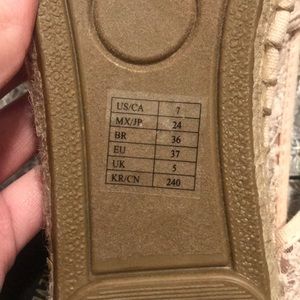 US/CA 7
MX/JP 24
BR 36
EU 37
UK 5
KR/CN 240